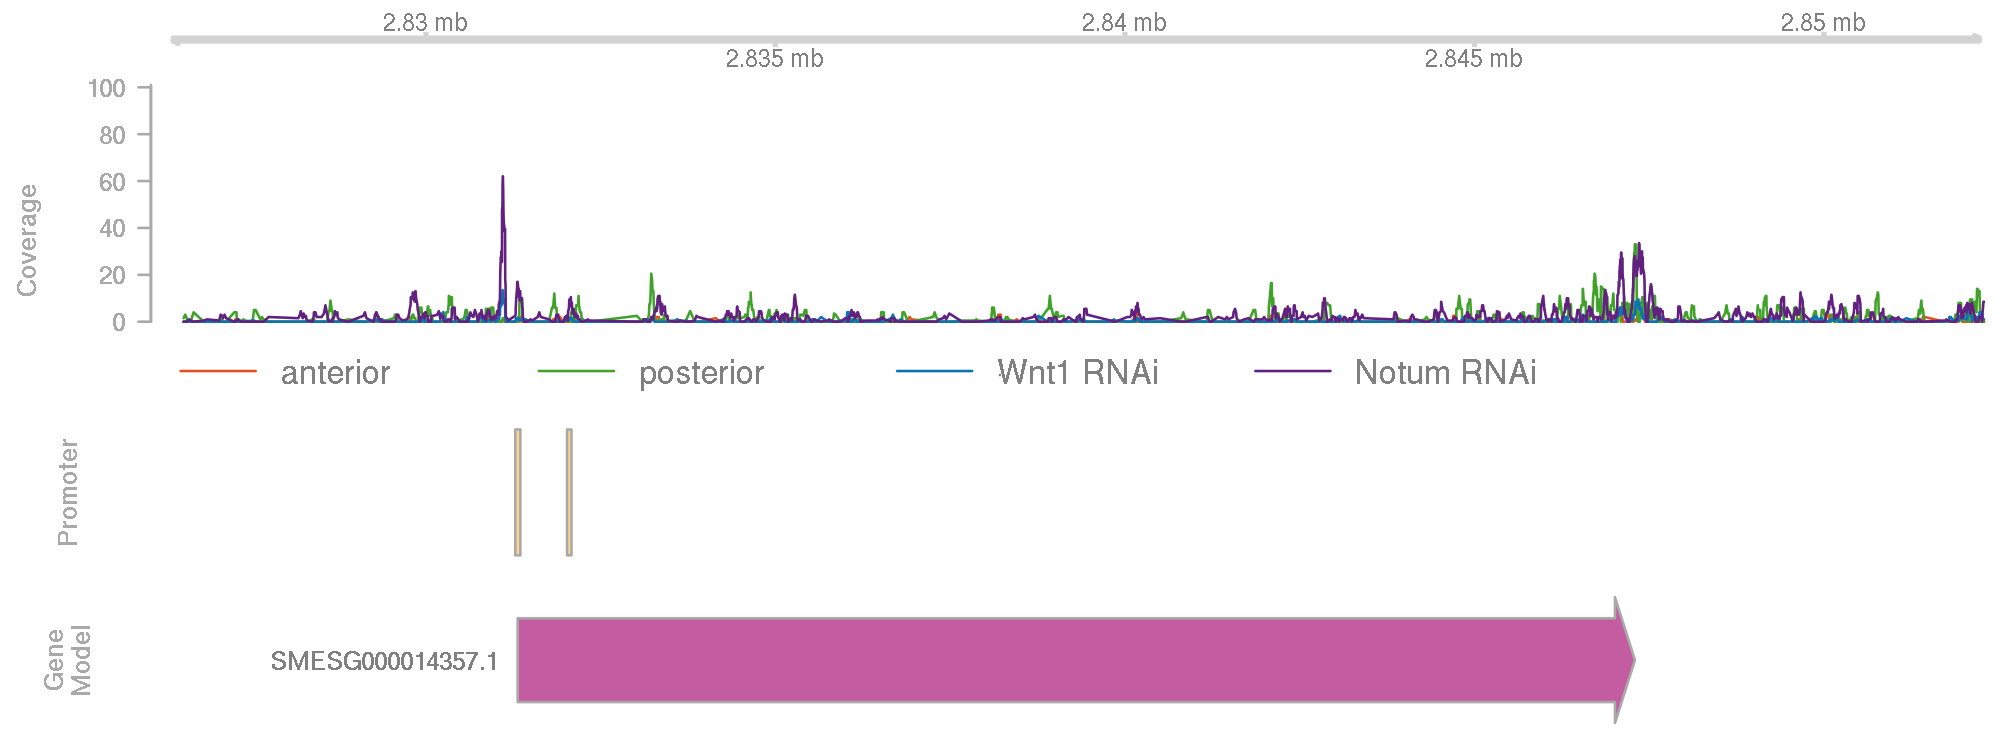 2.83 mb 2.84 mb 2.85 mb
2.835 mb 2.845 mb
100
80
60
40
20
0
Coverage
anterior posterior Wnt1 RNAi Notum RNAi
Promoter
Gene
Model
SMESG000014357.1